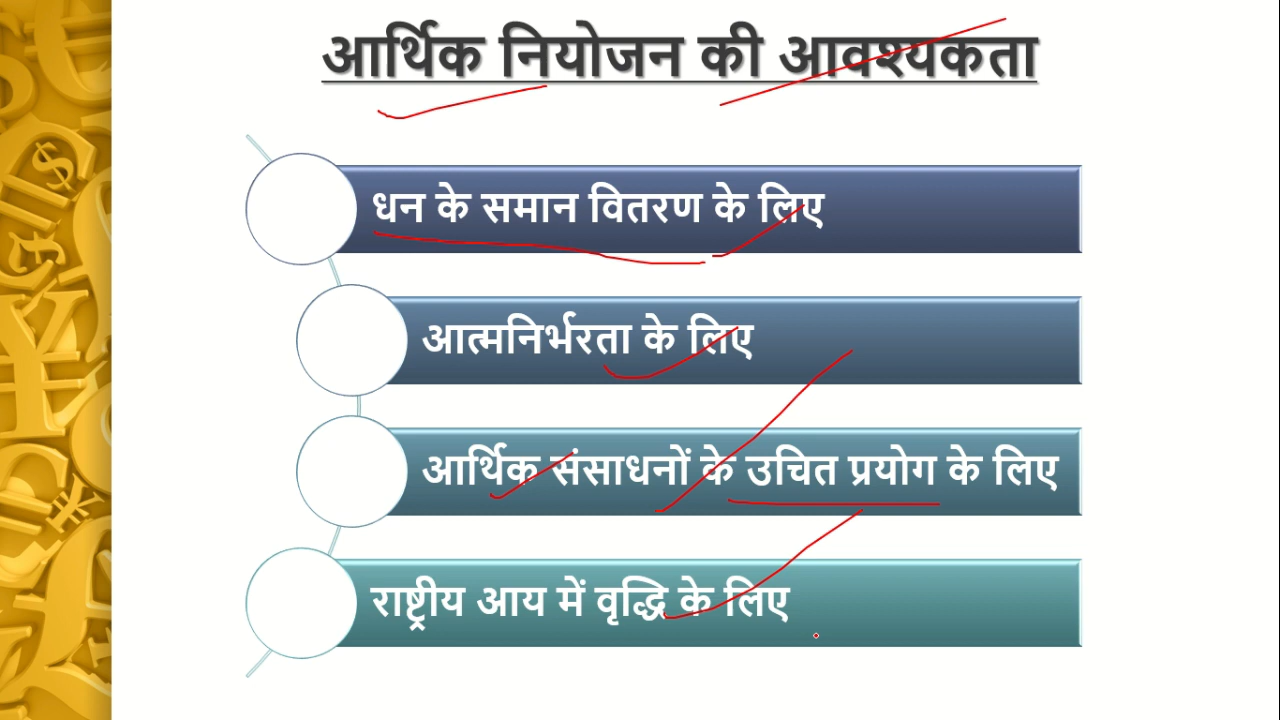 आर्थिक नियोजन की आवश्यकता
धन के समान वितरण के लिए
आत्मनिर्भरता के लिए
आर्थिक संसाधनों के उचित प्रयोग के लिए
राष्ट्रीय आय में वृद्धि के लिए